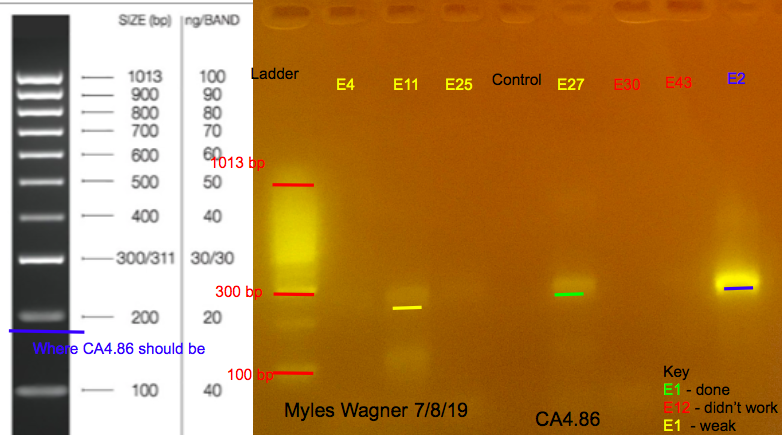 SIZE (bp) ng/BAND
1013 100
900 90
800 80
700 70
600 60
500 50
400 40
300/311 30/30
200 20
Where CA4.86 should be
100 40
Ladder E4 E11 E25 Control E27 E30 E43 E2
1013 bp
300 bp
100 bp
Myles Wagner 7/8/19
CA4.86
Key
E1 - done
E12 - didn't work
E1 - weak